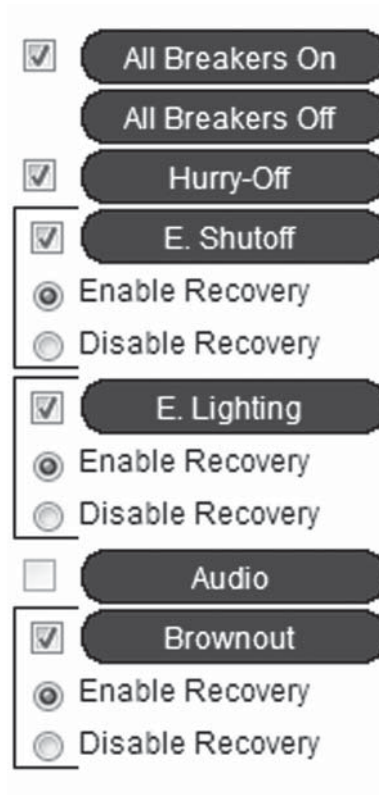 All Breakers On
All Breakers Off
Hurry-Off
E. Shutoff
Enable Recovery
Disable Recovery
E. Lighting
Enable Recovery
Disable Recovery
Audio
Brownout
Enable Recovery
Disable Recovery